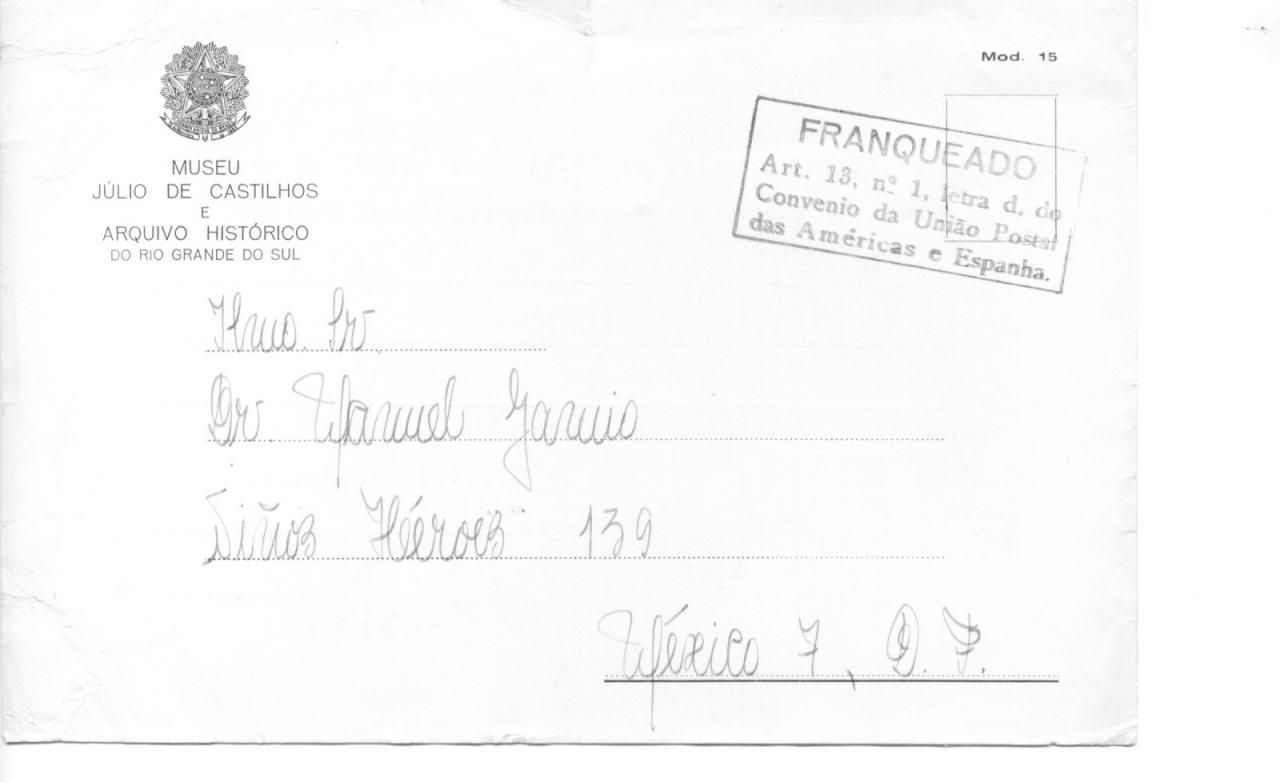 Mod. 15
MUSEU
JÚLIO DE CASTILHOS
E
ARQUIVO HISTÓRICO
DO RIO GRANDE DO SUL
FRANQUEADO
Art. 13, nº 1, letra d, do
Convenio da União Postal
das Américas e Espanha.
Ilmo. Sr.
Dr. Manuel Gamio
Niños Héroes 139
México 7, D. F.